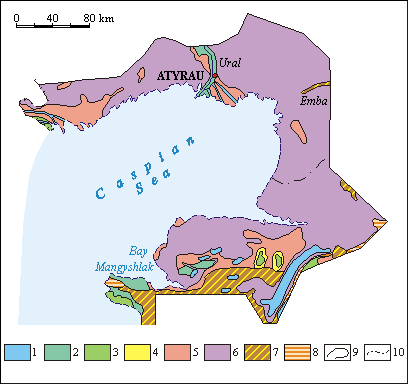 0 40 80 km
Ural
ATYRAU
Emba
Caspian
Sea
Bay
Mangyshlak
1 2 3 4 5 6 7 8 9 10